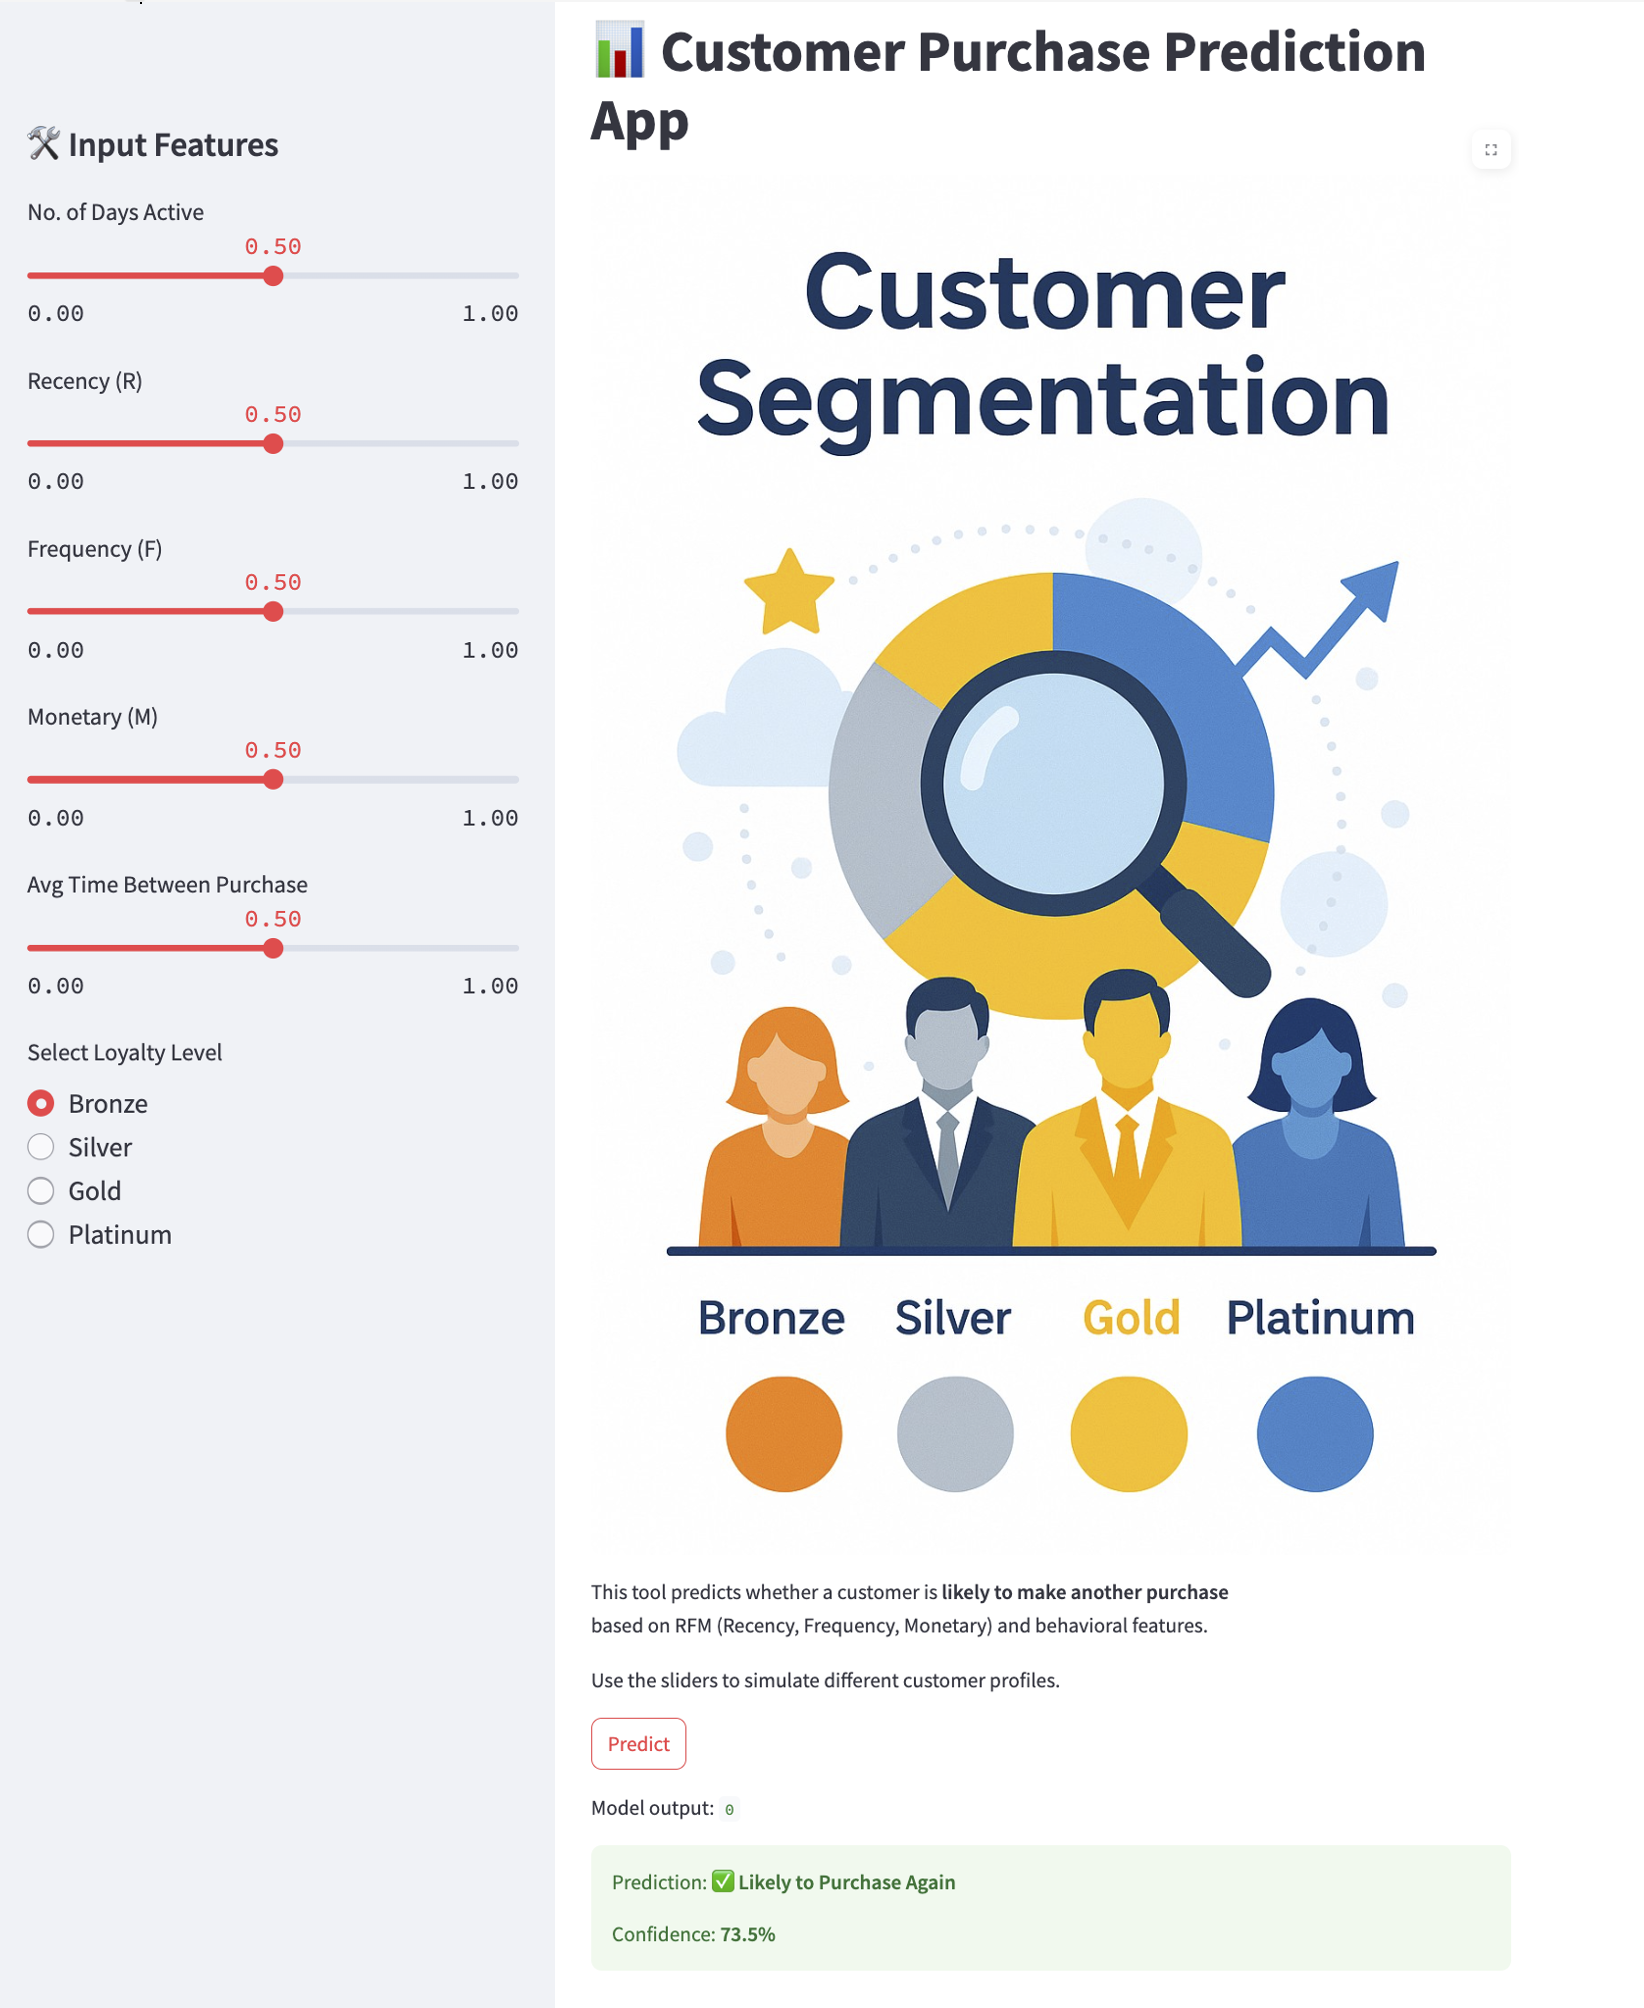 🛠️ Input Features
No. of Days Active
0.50
0.00 1.00
Recency (R)
0.50
0.00 1.00
Frequency (F)
0.50
0.00 1.00
Monetary (M)
0.50
0.00 1.00
Avg Time Between Purchase
0.50
0.00 1.00
Select Loyalty Level
Bronze
Silver
Gold
Platinum
📊 Customer Purchase Prediction
App
Customer
Segmentation
Bronze Silver Gold Platinum
This tool predicts whether a customer is likely to make another purchase
based on RFM (Recency, Frequency, Monetary) and behavioral features.
Use the sliders to simulate different customer profiles.
Predict
Model output: 0
Prediction: ✅ Likely to Purchase Again
Confidence: 73.5%